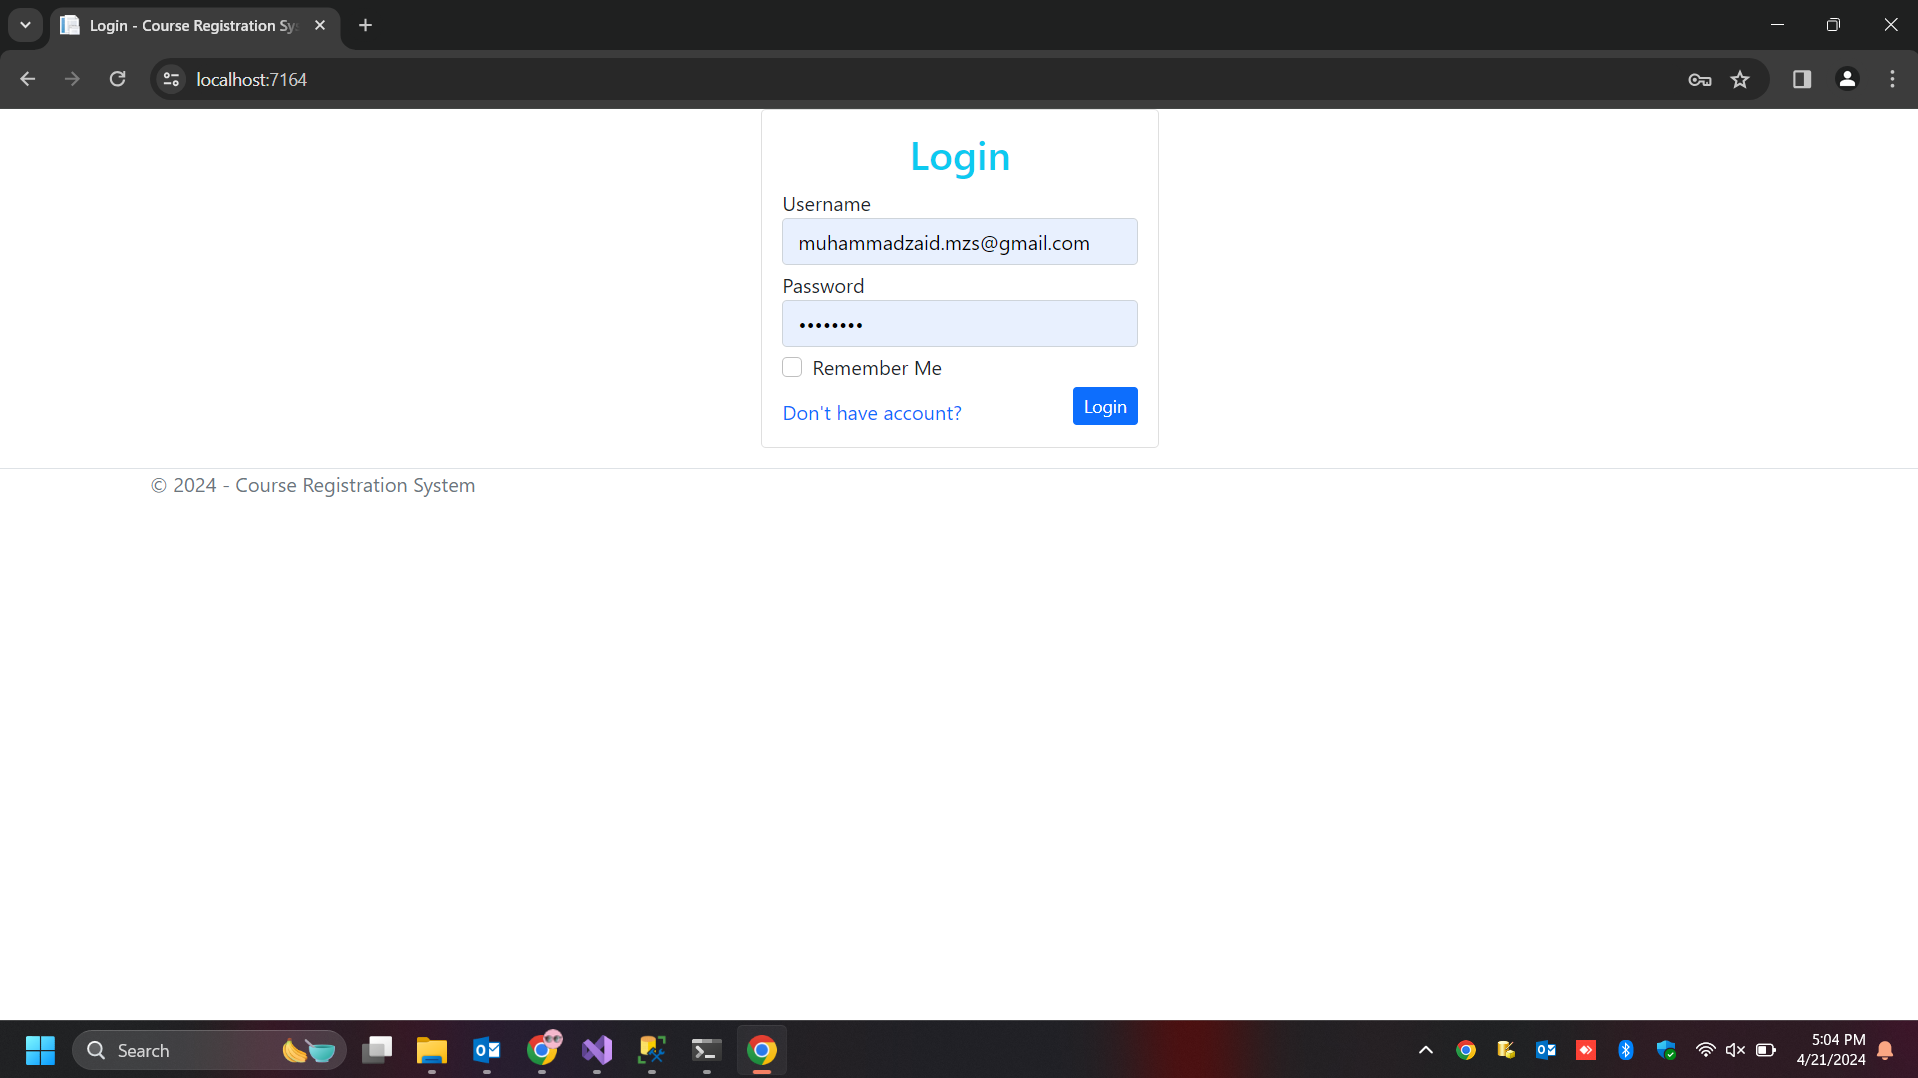 Login - Course Registration Sy
localhost:7164
Login
Username
muhammadzaid.mzs@gmail.com
Password
••••••••
Remember Me
Don't have account?
Login
© 2024 - Course Registration System
Search
5:04 PM
4/21/2024